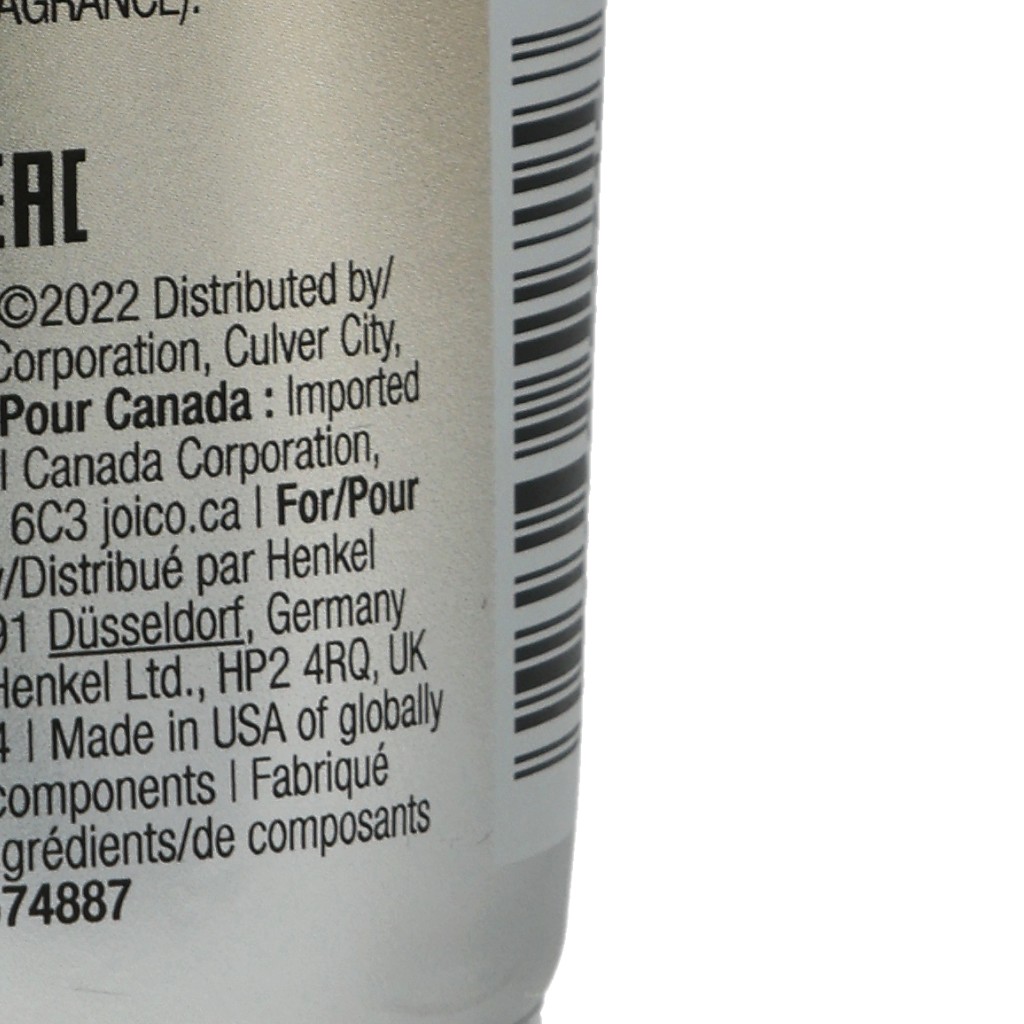 AGRANCE).
EAC
©2022 Distributed by/
Corporation, Culver City,
Pour Canada : Imported
l Canada Corporation,
6C3 joico.ca | For/Pour
/Distribué par Henkel
91 Düsseldorf, Germany
Henkel Ltd., HP2 4RQ, UK
4 | Made in USA of globally
components | Fabriqué
grédients/de composants
74887